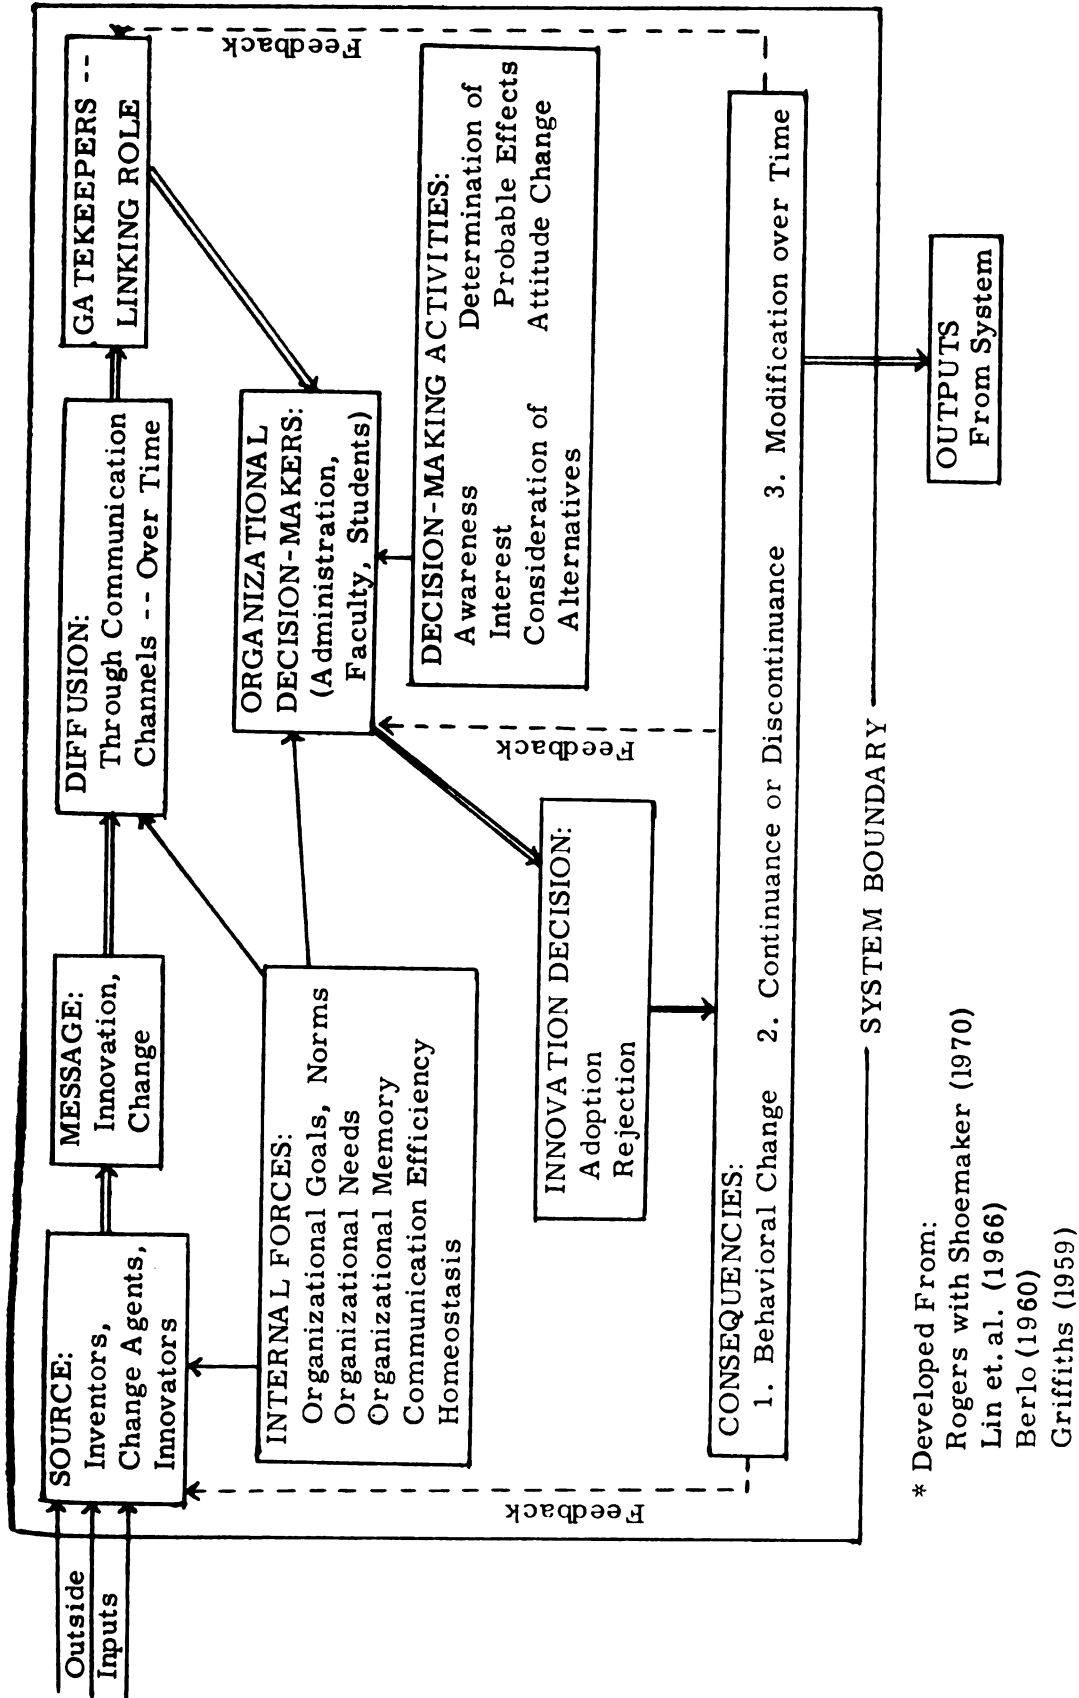 Outside
Inputs
SOURCE:
Inventors,
Change Agents,
Innovators
MESSAGE:
Innovation,
Change
DIFFUSION:
Through Communication
Channels -- Over Time
GATEKEEPERS --
LINKING ROLE
INTERNAL FORCES:
Organizational Goals, Norms
Organizational Needs
Organizational Memory
Communication Efficiency
Homeostasis
ORGANIZATIONAL
DECISION-MAKERS:
(Administration,
Faculty, Students)
DECISION-MAKING ACTIVITIES:
Awareness
Interest
Consideration of
Alternatives
Determination of
Probable Effects
Attitude Change
INNOVATION DECISION:
Adoption
Rejection
Feedback
Feedback
Feedback
CONSEQUENCIES:
1. Behavioral Change 2. Continuance or Discontinuance 3. Modification over Time
SYSTEM BOUNDARY
OUTPUTS
From System
* Developed From:
Rogers with Shoemaker (1970)
Lin et. al. (1966)
Berlo (1960)
Griffiths (1959)